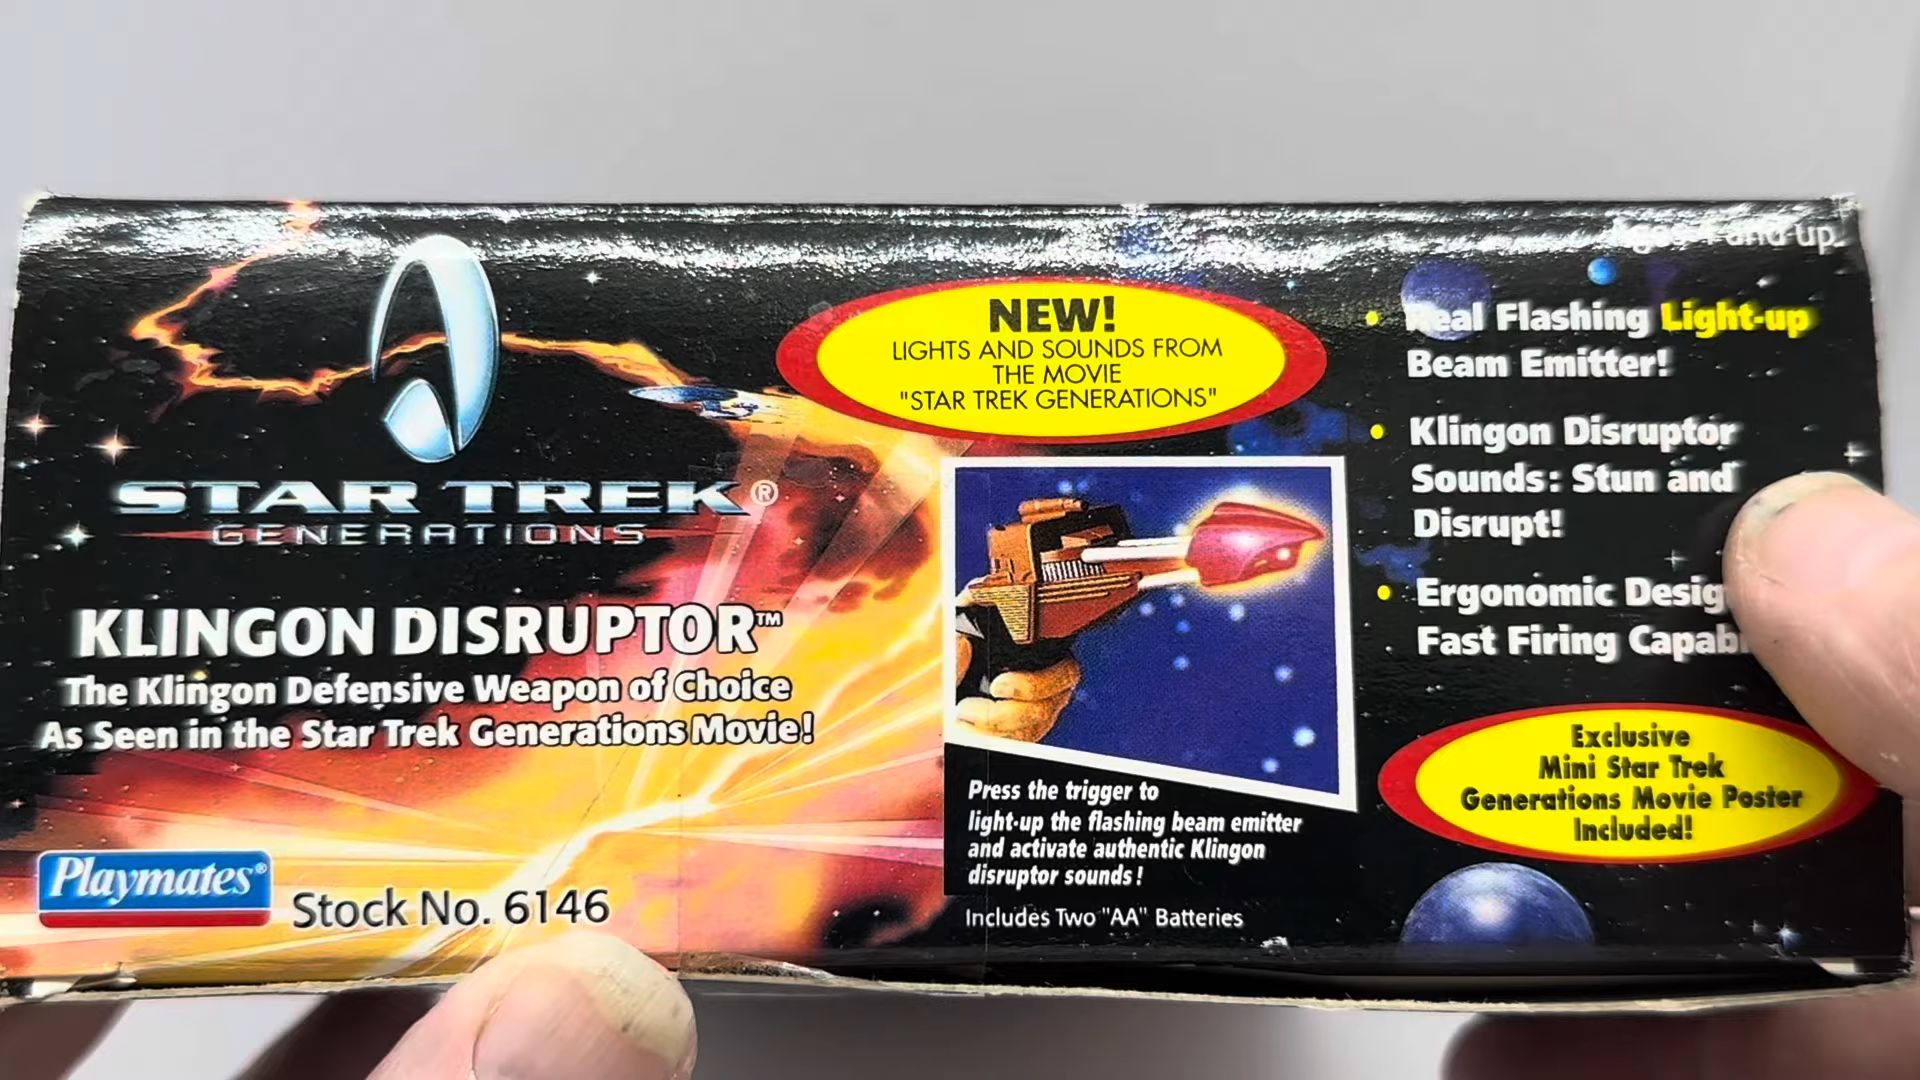 STAR TREK®
GENERATIONS
KLINGON DISRUPTOR™
The Klingon Defensive Weapon of Choice
As Seen in the Star Trek Generations Movie!
Playmates®
Stock No. 6146
NEW!
LIGHTS AND SOUNDS FROM
THE MOVIE
"STAR TREK GENERATIONS"
Press the trigger to
light-up the flashing beam emitter
and activate authentic Klingon
disruptor sounds!
Includes Two "AA" Batteries
Ages 4 and up.
Real Flashing Light-up
Beam Emitter!
Klingon Disruptor
Sounds: Stun and
Disrupt!
Ergonomic
Fast Firing
Exclusive
Mini Star Trek
Generations Movie Poster
Included!